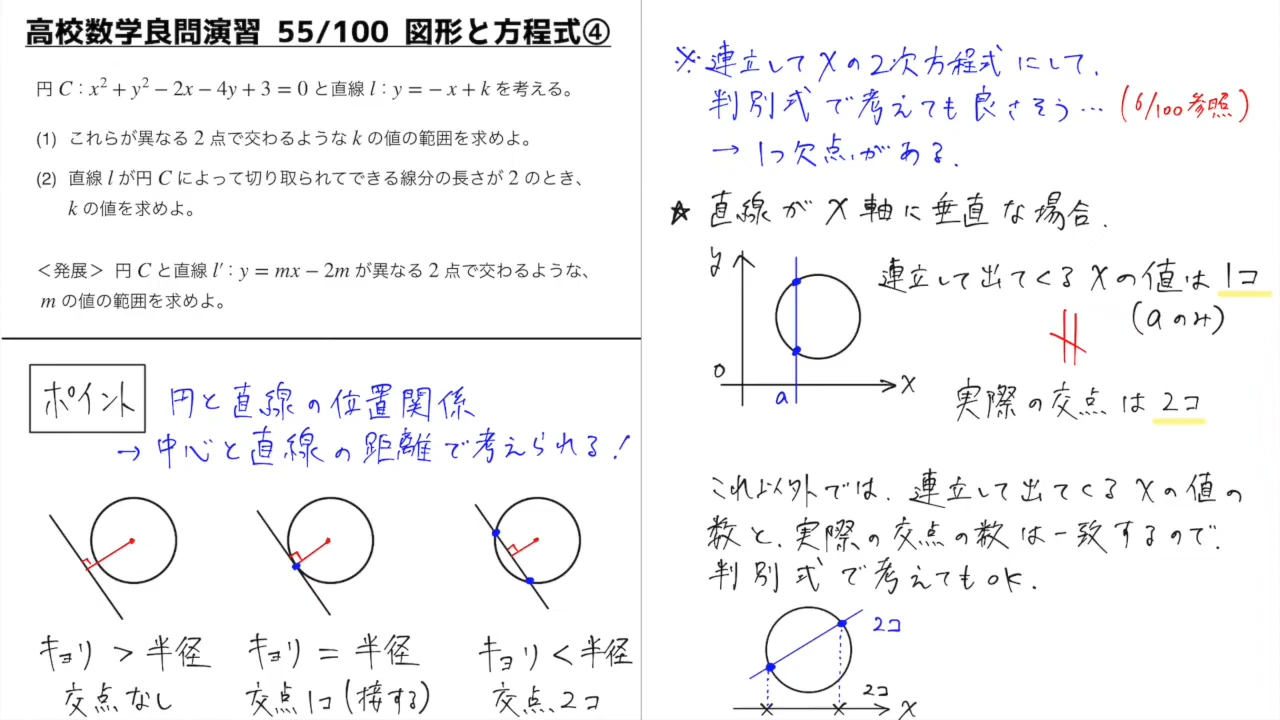 高校数学良問演習 55/100 図形と方程式④
円 C：x² + y² − 2x − 4y + 3 = 0 と直線 l：y = − x + k を考える。
(1) これらが異なる 2 点で交わるような k の値の範囲を求めよ。
(2) 直線 l が円 C によって切り取られてできる線分の長さが 2 のとき、
k の値を求めよ。
＜発展＞ 円 C と直線 l′：y = mx − 2m が異なる 2 点で交わるような、
m の値の範囲を求めよ。
ポイント
円と直線の位置関係
→ 中心と直線の距離で考えられる！
キョリ > 半径
交点なし
キョリ = 半径
交点1コ（接する）
キョリ < 半径
交点、2コ
※ 連立して x の2次方程式にして、
判別式で考えても良さそう… (6/100参照)
→ 1つ欠点がある.
☆ 直線が x 軸に垂直な場合.
y
O
a
x
連立して出てくる x の値は 1コ
(aのみ)
実際の交点は 2コ
これ以外では、連立して出てくる x の値の
数と、実際の交点の数は一致するので、
判別式で考えてもOK.
2コ
2コ
x